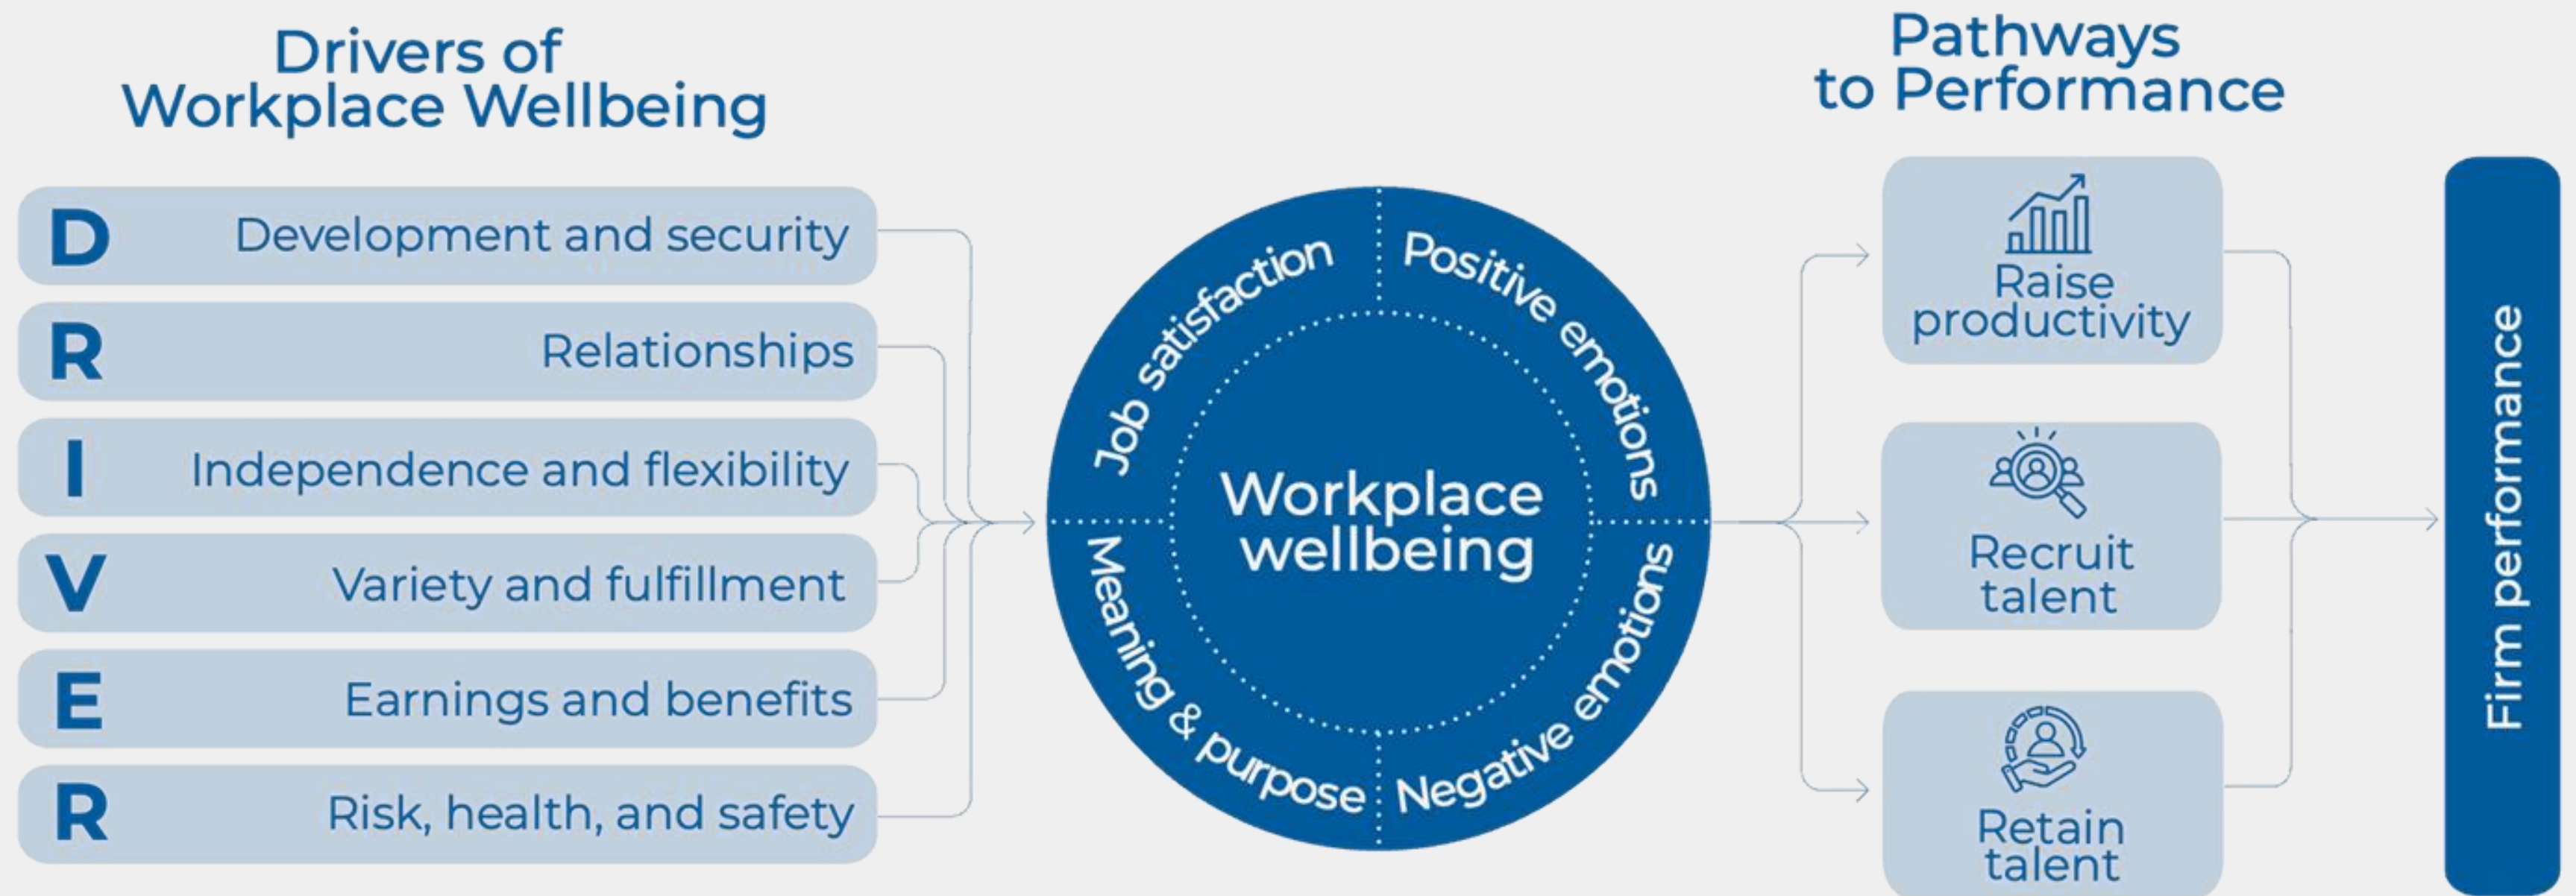 Drivers of
Workplace Wellbeing
D
Development and security
R
Relationships
I
Independence and flexibility
V
Variety and fulfillment
E
Earnings and benefits
R
Risk, health, and safety
Job satisfaction
Positive emotions
Workplace
wellbeing
Meaning & purpose
Negative emotions
Pathways
to Performance
Raise
productivity
Recruit
talent
Retain
talent
Firm performance